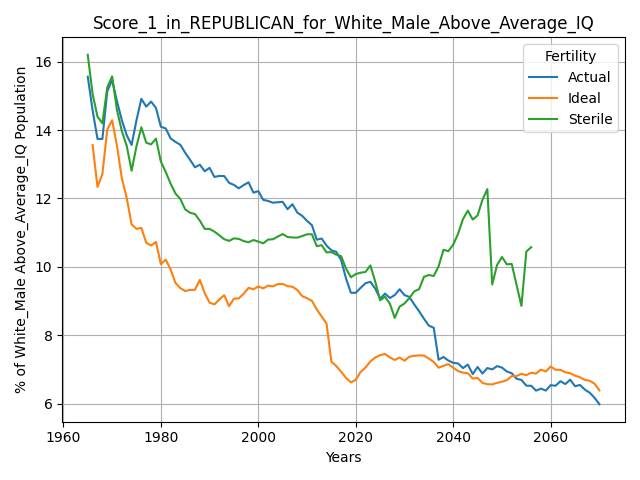 Score_1_in_REPUBLICAN_for_White_Male_Above_Average_IQ
% of White_Male Above_Average_IQ Population
16
14
12
10
8
6
Fertility
Actual
Ideal
Sterile
1960
1980
2000
2020
2040
2060
Years